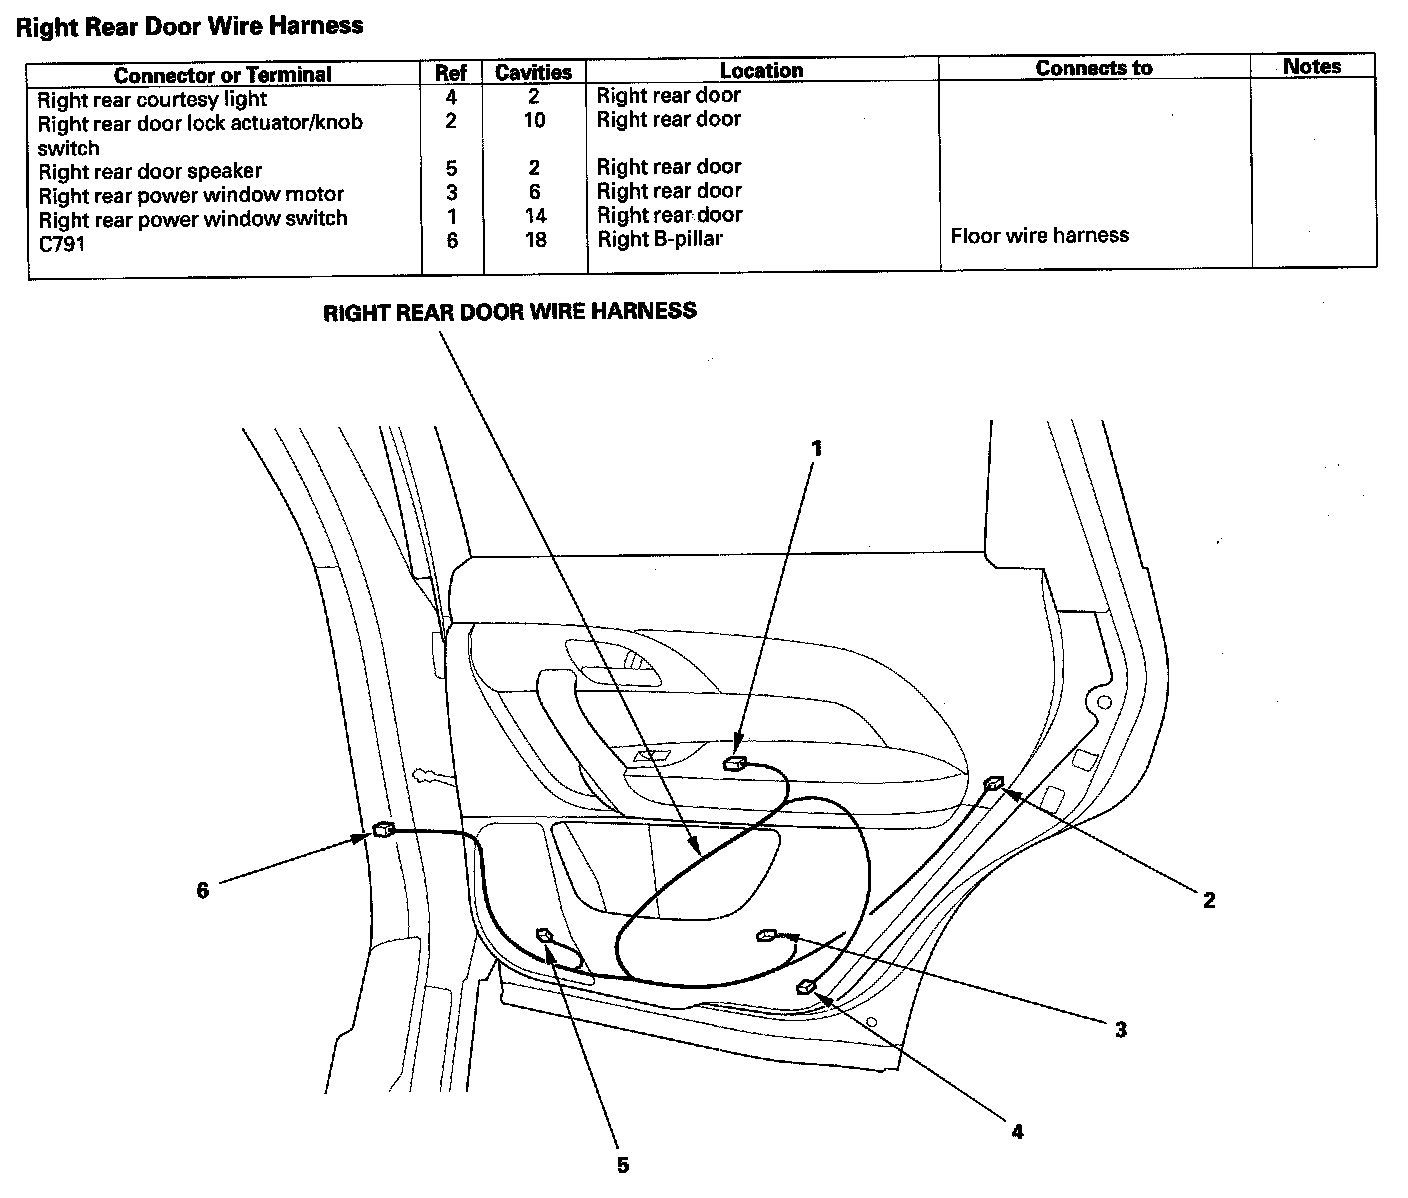 Right Rear Door Wire Harness
Connector or Terminal Ref Cavities Location Connects to Notes
Right rear courtesy light 4 2 Right rear door
Right rear door lock actuator/knob 2 10 Right rear door
switch
Right rear door speaker 5 2 Right rear door
Right rear power window motor 3 6 Right rear door
Right rear power window switch 1 14 Right rear door
C791 6 18 Right B-pillar Floor wire harness
RIGHT REAR DOOR WIRE HARNESS
1
6
2
3
4
5